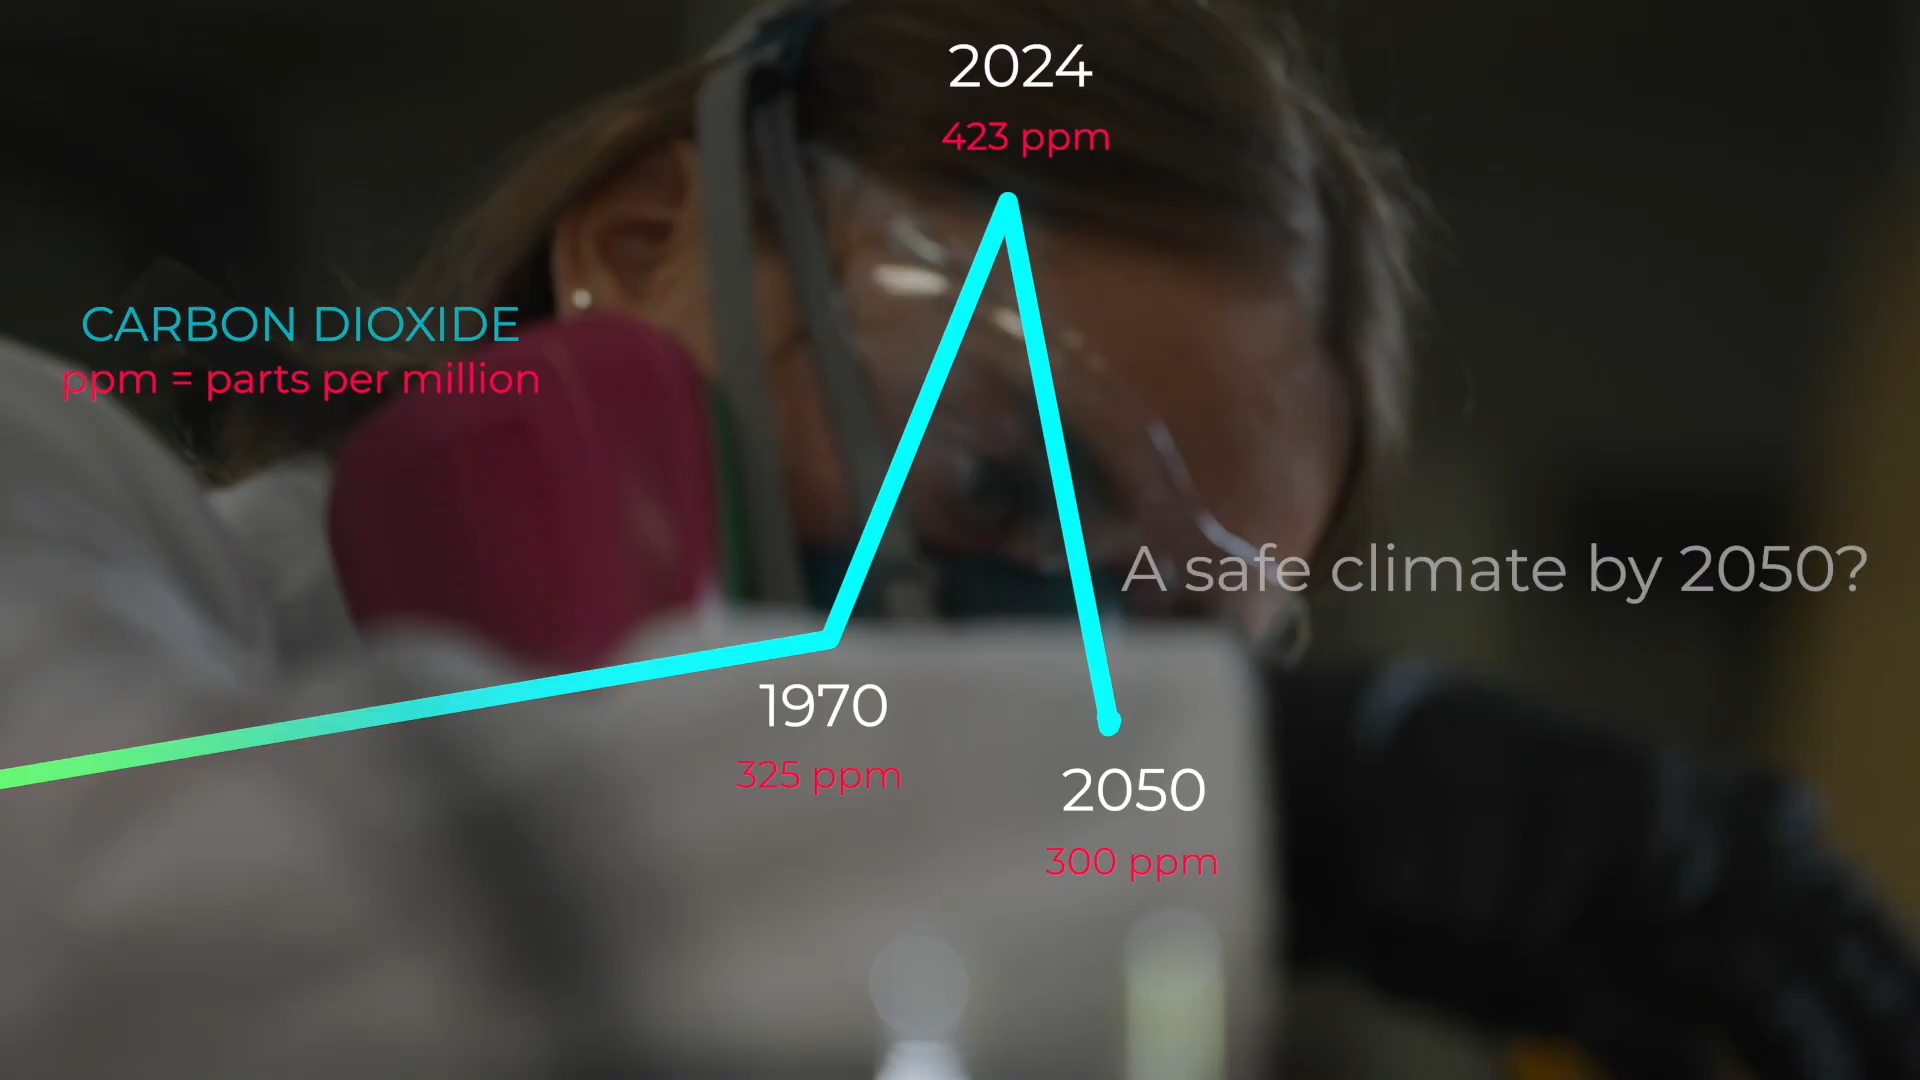 2024
423 ppm
CARBON DIOXIDE
ppm = parts per million
A safe climate by 2050?
1970
325 ppm
2050
300 ppm